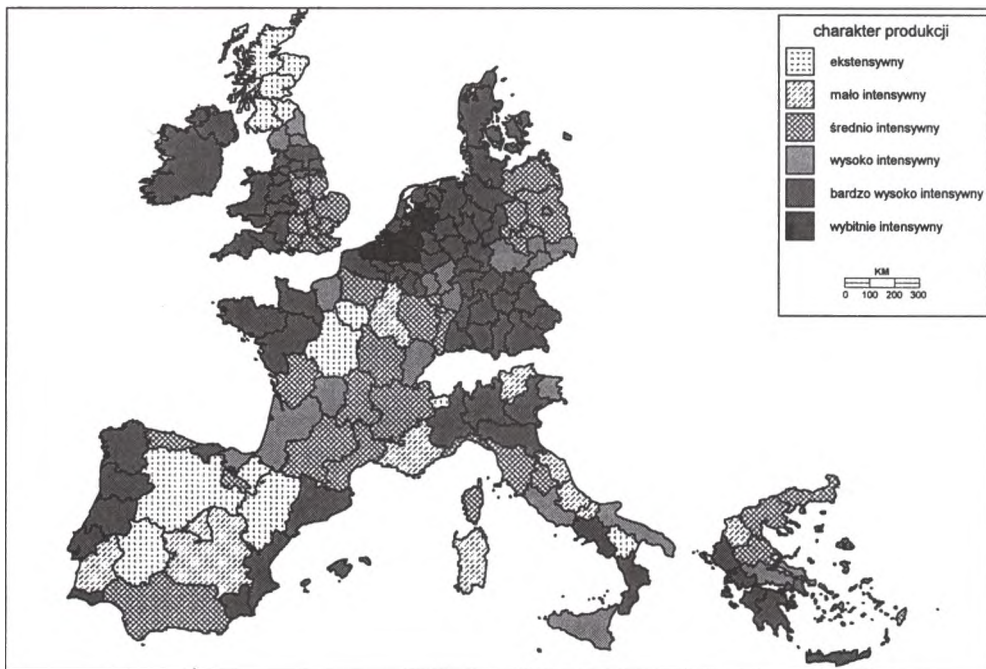 charakter produkcji
ekstensywny
mało intensywny
średnio intensywny
wysoko intensywny
bardzo wysoko intensywny
wybitnie intensywny
KM
0 100 200 300